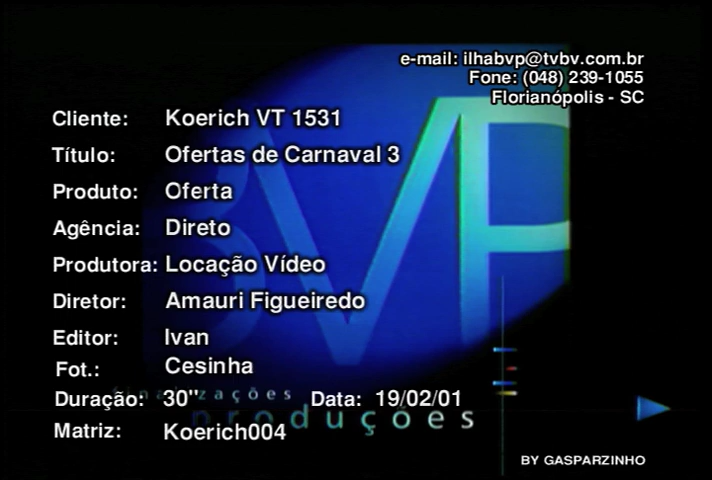 e-mail: ilhabvp@tvbv.com.br
Fone: (048) 239-1055
Florianópolis - SC
Cliente: Koerich VT 1531
Título: Ofertas de Carnaval 3
Produto: Oferta
Agência: Direto
Produtora: Locação Vídeo
Diretor: Amauri Figueiredo
Editor: Ivan
Fot.: Cesinha
BVP
finalizações
Duração: 30" Data: 19/02/01
produções
Matriz: Koerich004
BY GASPARZINHO